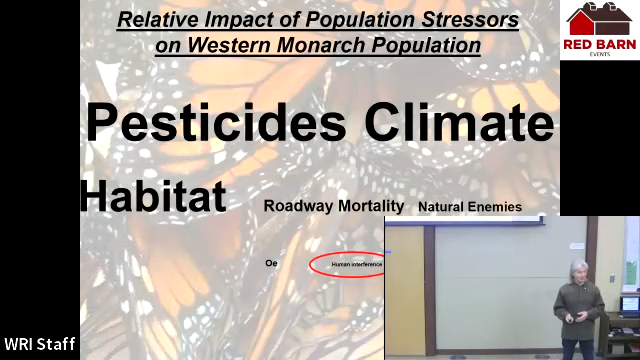 Relative Impact of Population Stressors
on Western Monarch Population
RED BARN
EVENTS
Pesticides Climate
Habitat
Roadway Mortality
Natural Enemies
Oe
Human interference
WRI Staff